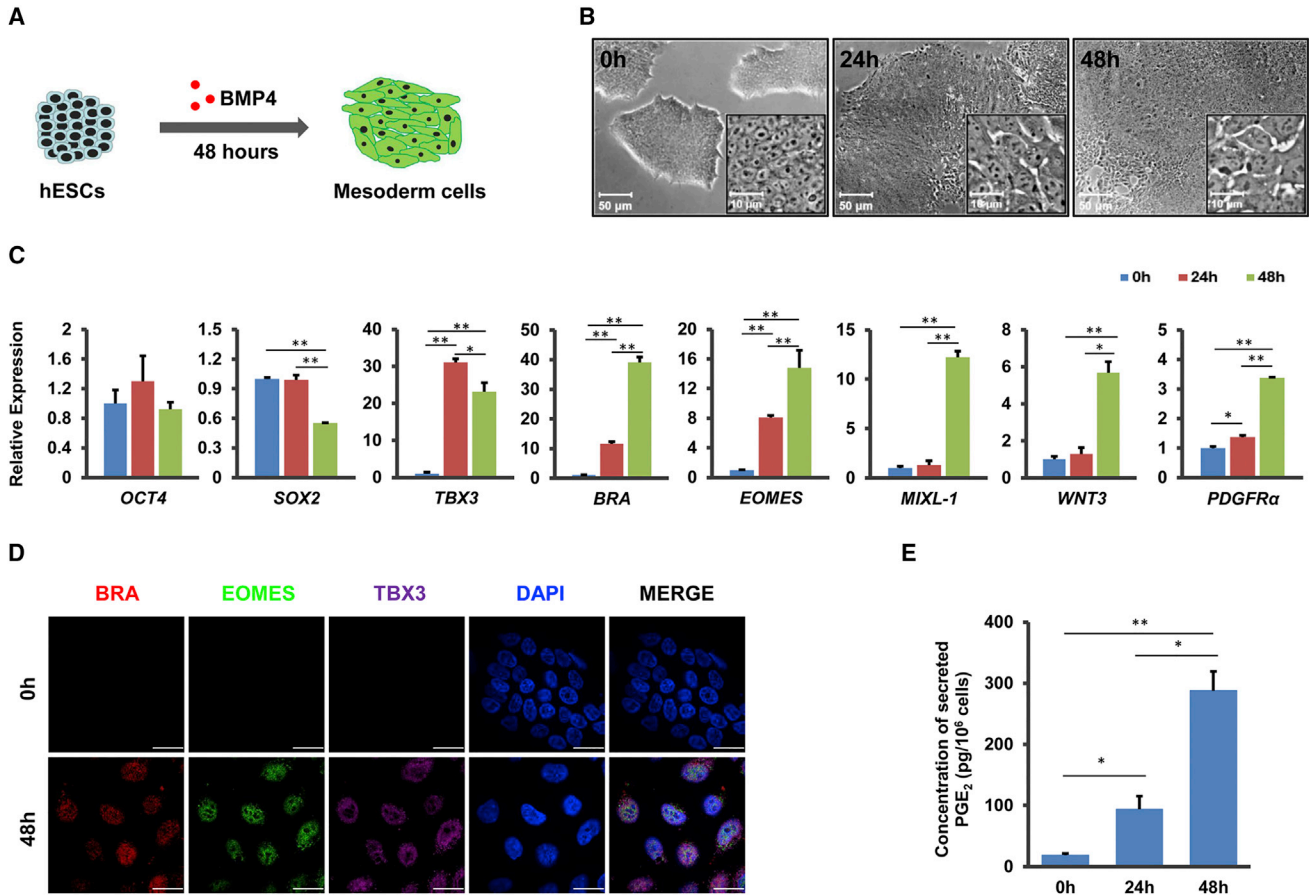 A
BMP4
48 hours
hESCs
Mesoderm cells
B
0h
24h
48h
50 µm
10 µm
50 µm
10 µm
50 µm
10 µm
C
0h
24h
48h
Relative Expression
2
1.6
1.2
0.8
0.4
0
OCT4
1.5
1.2
0.9
0.6
0.3
0
**
**
SOX2
40
30
20
10
0
**
**
*
TBX3
50
40
30
20
10
0
**
**
**
BRA
20
16
12
8
4
0
**
**
**
EOMES
15
10
5
0
**
**
MIXL-1
8
6
4
2
0
**
*
WNT3
5
4
3
2
1
0
**
**
*
PDGFRα
D
BRA
EOMES
TBX3
DAPI
MERGE
0h
48h
E
Concentration of secreted
PGE₂ (pg/10⁶ cells)
400
300
200
100
0
**
*
*
0h
24h
48h